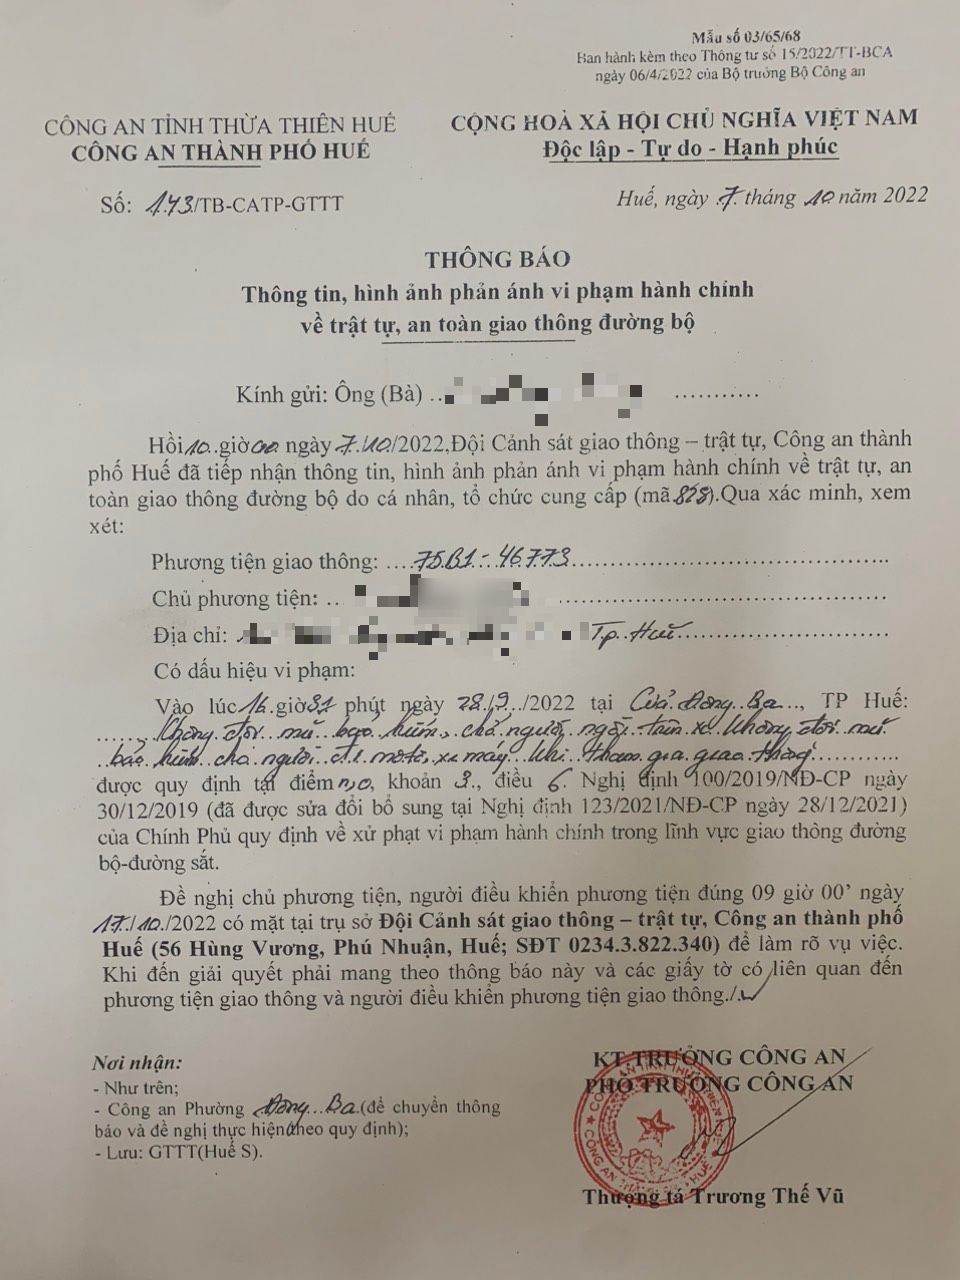 Mẫu số 03/65/68
Ban hành kèm theo Thông tư số 15/2022/TT-BCA
ngày 06/4/2022 của Bộ trưởng Bộ Công an
CÔNG AN TỈNH THỪA THIÊN HUẾ
CÔNG AN THÀNH PHỐ HUẾ
CỘNG HOÀ XÃ HỘI CHỦ NGHĨA VIỆT NAM
Độc lập - Tự do - Hạnh phúc
Số: 173/TB-CATP-GTTT
Huế, ngày 7 tháng 10 năm 2022
THÔNG BÁO
Thông tin, hình ảnh phản ánh vi phạm hành chính
về trật tự, an toàn giao thông đường bộ
Kính gửi: Ông (Bà) .. ............
Hồi 10 giờ 00 ngày 7/10/2022, Đội Cảnh sát giao thông – trật tự, Công an thành
phố Huế đã tiếp nhận thông tin, hình ảnh phản ánh vi phạm hành chính về trật tự, an
toàn giao thông đường bộ do cá nhân, tổ chức cung cấp (mã 828).Qua xác minh, xem
xét:
Phương tiện giao thông: ....75B1-46773..............................
Chủ phương tiện: .. ..............................
Địa chỉ: Tp. Huế..............................
Có dấu hiệu vi phạm:
Vào lúc 16 giờ 31 phút ngày 28/9/2022 tại Cửa Đông Ba.., TP Huế:
Không đội mũ bảo hiểm, chở người ngồi trên xe không đội mũ
bảo hiểm cho người đi mô tô, xe máy khi tham gia giao thông
được quy định tại điểm n,o, khoản 3, điều 6 Nghị định 100/2019/NĐ-CP ngày
30/12/2019 (đã được sửa đổi bổ sung tại Nghị định 123/2021/NĐ-CP ngày 28/12/2021)
của Chính Phủ quy định về xử phạt vi phạm hành chính trong lĩnh vực giao thông đường
bộ-đường sắt.
Đề nghị chủ phương tiện, người điều khiển phương tiện đúng 09 giờ 00’ ngày
17/10/2022 có mặt tại trụ sở Đội Cảnh sát giao thông – trật tự, Công an thành phố
Huế (56 Hùng Vương, Phú Nhuận, Huế; SĐT 0234.3.822.340) để làm rõ vụ việc.
Khi đến giải quyết phải mang theo thông báo này và các giấy tờ có liên quan đến
phương tiện giao thông và người điều khiển phương tiện giao thông./.
Nơi nhận:
- Như trên;
- Công an Phường Đông Ba (để chuyển thông
báo và đề nghị thực hiện theo quy định);
- Lưu: GTTT(Huế S).
KT TRƯỞNG CÔNG AN
PHÓ TRƯỞNG CÔNG AN
Thượng tá Trương Thế Vũ